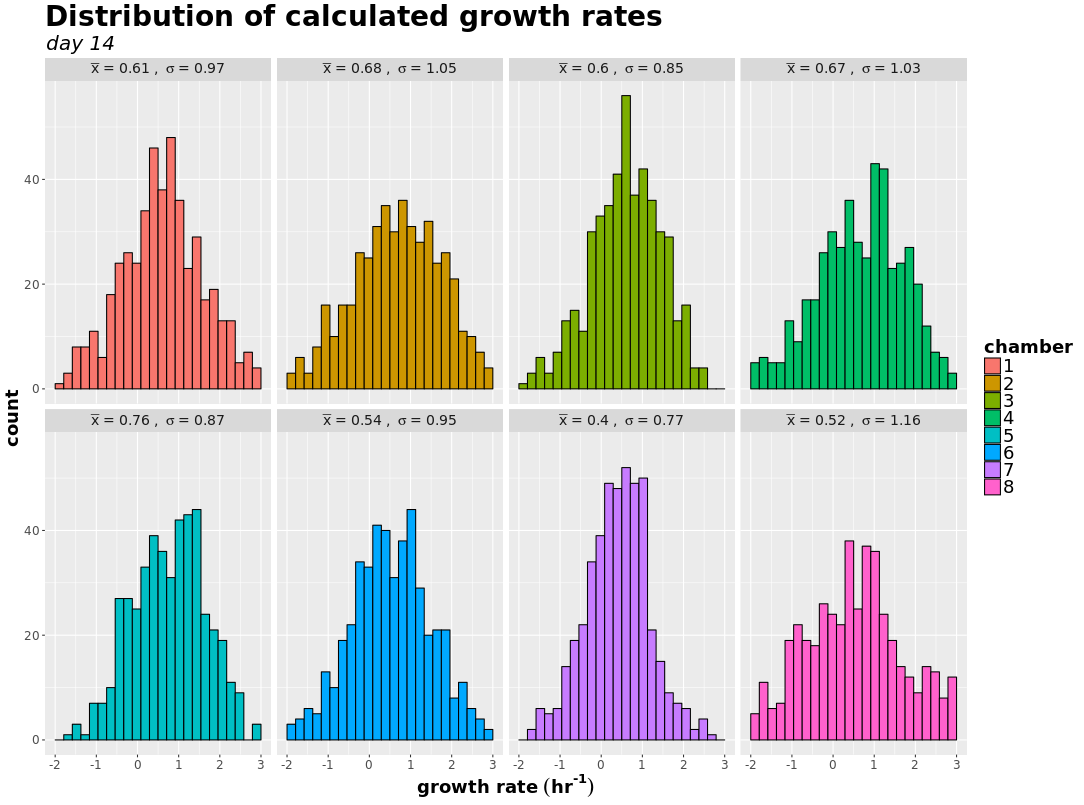 Distribution of calculated growth rates
day 14
x̅ = 0.61 , σ = 0.97
x̅ = 0.68 , σ = 1.05
x̅ = 0.6 , σ = 0.85
x̅ = 0.67 , σ = 1.03
40
20
0
x̅ = 0.76 , σ = 0.87
x̅ = 0.54 , σ = 0.95
x̅ = 0.4 , σ = 0.77
x̅ = 0.52 , σ = 1.16
40
20
0
-2 -1 0 1 2 3
-2 -1 0 1 2 3
-2 -1 0 1 2 3
-2 -1 0 1 2 3
count
growth rate (hr⁻¹)
chamber
1
2
3
4
5
6
7
8